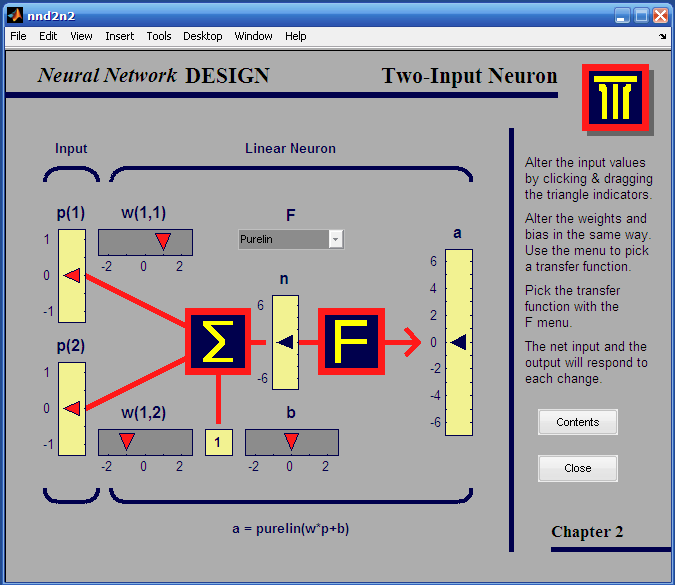 nnd2n2
File Edit View Insert Tools Desktop Window Help
Neural Network DESIGN
Two-Input Neuron
Input
Linear Neuron
p(1)
1
0
-1
w(1,1)
-2 0 2
F
Purelin
n
6
-6
a
6
4
2
0
-2
-4
-6
Σ
F
p(2)
1
0
-1
w(1,2)
-2 0 2
1
b
-2 0 2
a = purelin(w*p+b)
Alter the input values
by clicking & dragging
the triangle indicators.
Alter the weights and
bias in the same way.
Use the menu to pick
a transfer function.
Pick the transfer
function with the
F menu.
The net input and the
output will respond to
each change.
Contents
Close
Chapter 2